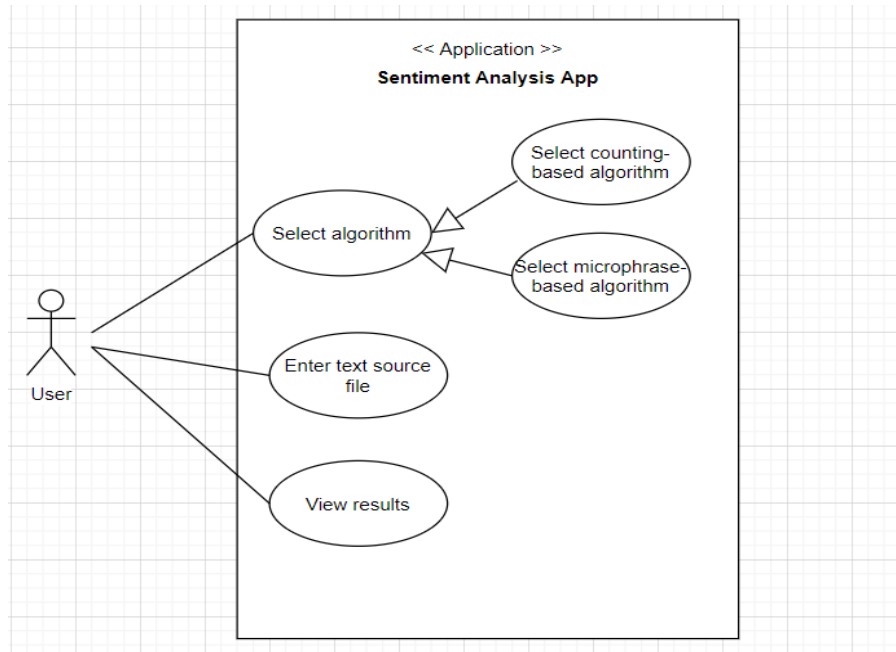 << Application >>
Sentiment Analysis App
Select counting-
based algorithm
Select algorithm
Select microphrase-
based algorithm
Enter text source
file
User
View results